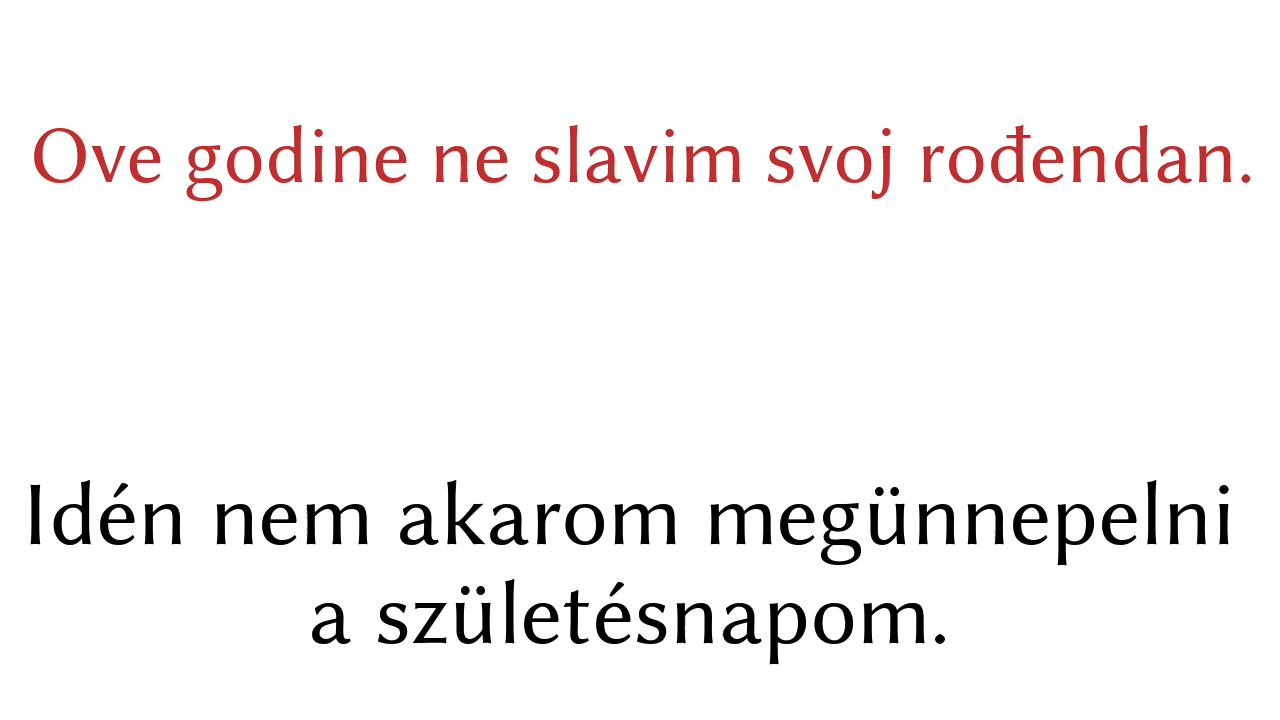 Ove godine ne slavim svoj rođendan.
Idén nem akarom megünnepelni
a születésnapom.